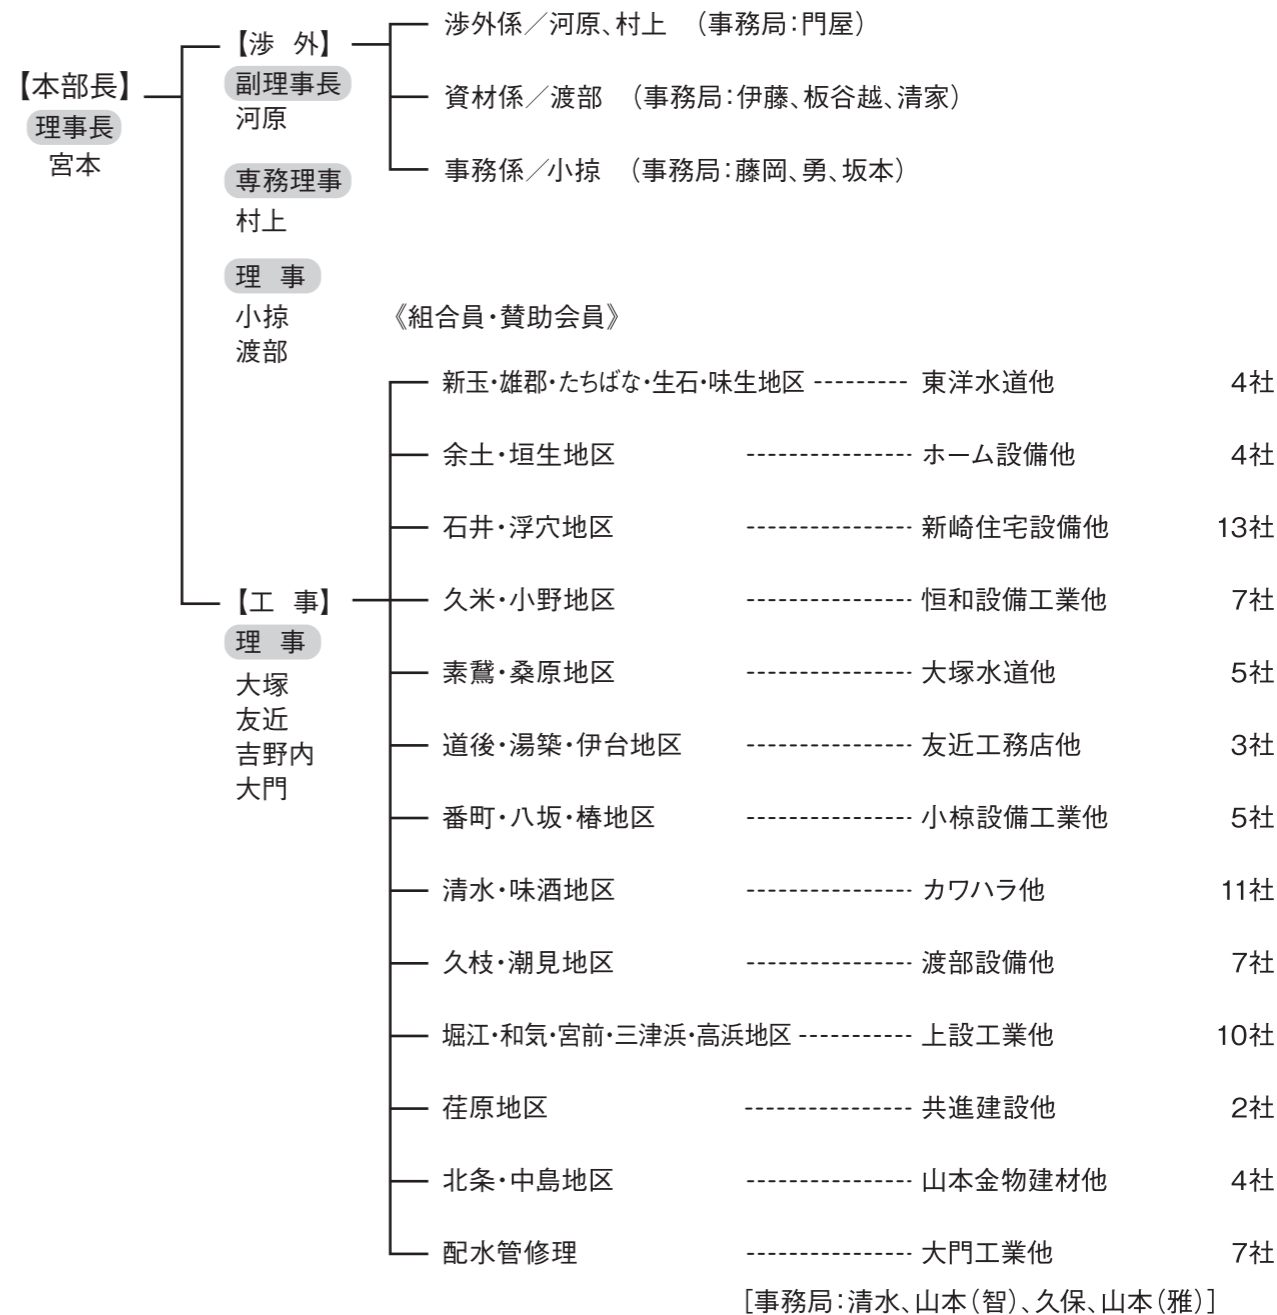 【本部長】
理事長
宮本
【渉　外】
副理事長
河原
専務理事
村上
理　事
小掠
渡部
渉外係／河原、村上　（事務局：門屋）
資材係／渡部　（事務局：伊藤、板谷越、清家）
事務係／小掠　（事務局：藤岡、勇、坂本）
【工　事】
理　事
大塚
友近
吉野内
大門
《組合員・賛助会員》
新玉・雄郡・たちばな・生石・味生地区 --------- 東洋水道他 4社
余土・垣生地区 ---------------- ホーム設備他 4社
石井・浮穴地区 ---------------- 新崎住宅設備他 13社
久米・小野地区 ---------------- 恒和設備工業他 7社
素鵞・桑原地区 ---------------- 大塚水道他 5社
道後・湯築・伊台地区 ---------------- 友近工務店他 3社
番町・八坂・椿地区 ---------------- 小椋設備工業他 5社
清水・味酒地区 ---------------- カワハラ他 11社
久枝・潮見地区 ---------------- 渡部設備他 7社
堀江・和気・宮前・三津浜・高浜地区 ----------- 上設工業他 10社
荏原地区 ---------------- 共進建設他 2社
北条・中島地区 ---------------- 山本金物建材他 4社
配水管修理 ---------------- 大門工業他 7社
［事務局：清水、山本（智）、久保、山本（雅）］